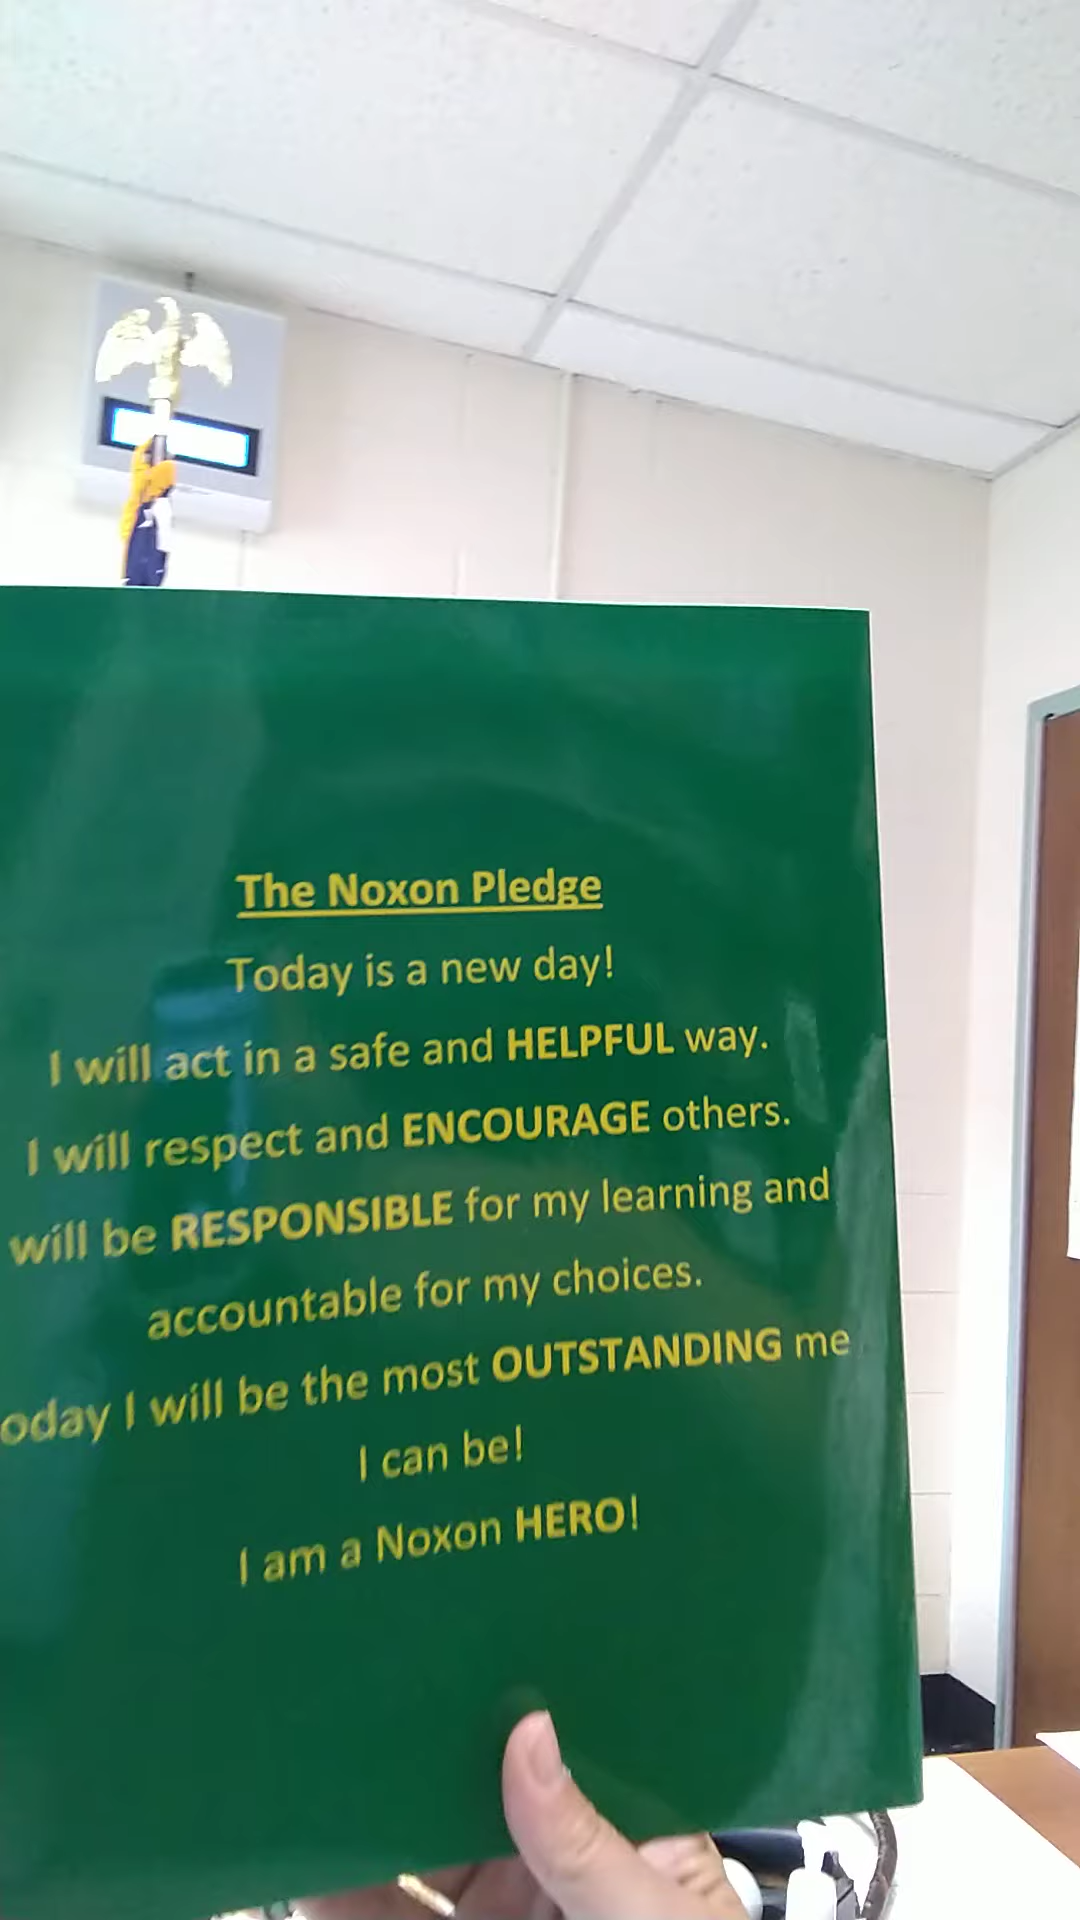 The Noxon Pledge
Today is a new day!
I will act in a safe and HELPFUL way.
I will respect and ENCOURAGE others.
will be RESPONSIBLE for my learning and
accountable for my choices.
oday I will be the most OUTSTANDING me
I can be!
I am a Noxon HERO!